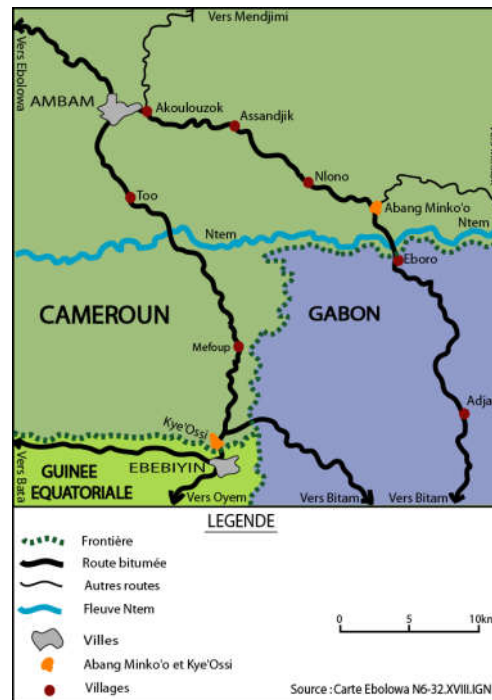 Vers Mendjimi
Vers Ebolowa
AMBAM
Akoulouzok
Assandjik
Nlono
Too
Abang Minko'o
Ntem
Ntem
Eboro
CAMEROUN
GABON
Mefoup
Adja
Kye'Ossi
EBEBIYIN
Vers Bata
GUINEE
EQUATORIALE
Vers Oyem
Vers Bitam
Vers Bitam
LEGENDE
Frontière
Route bitumée
Autres routes
Fleuve Ntem
Villes
Abang Minko'o et Kye'Ossi
Villages
0 5 10km
Source : Carte Ebolowa N6-32.XVIII.IGN